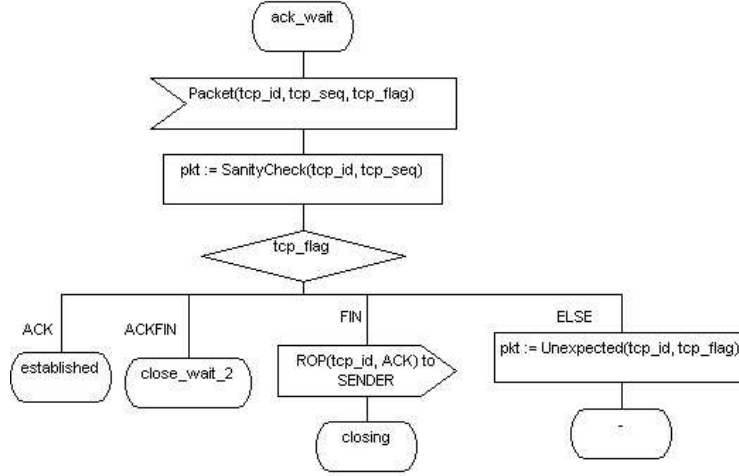 ack_wait
Packet(tcp_id, tcp_seq, tcp_flag)
pkt := SanityCheck(tcp_id, tcp_seq)
tcp_flag
ACK
ACKFIN
FIN
ELSE
established
close_wait_2
ROP(tcp_id, ACK) to
SENDER
pkt := Unexpected(tcp_id, tcp_flag)
closing
-